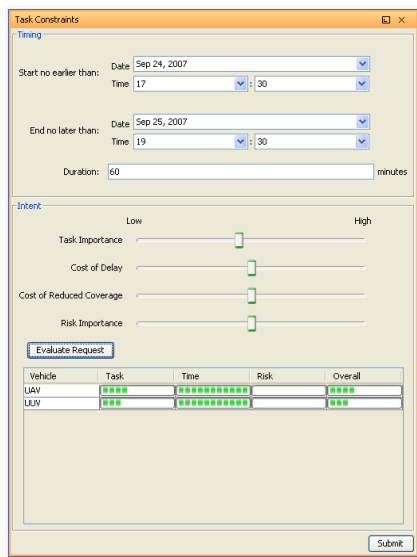 Task Constraints
Timing
Start no earlier than:
Date Sep 24, 2007
Time 17 : 30
End no later than:
Date Sep 25, 2007
Time 19 : 30
Duration: 60 minutes
Intent
Low High
Task Importance
Cost of Delay
Cost of Reduced Coverage
Risk Importance
Evaluate Request
Vehicle Task Time Risk Overall
UAV
UUV
Submit